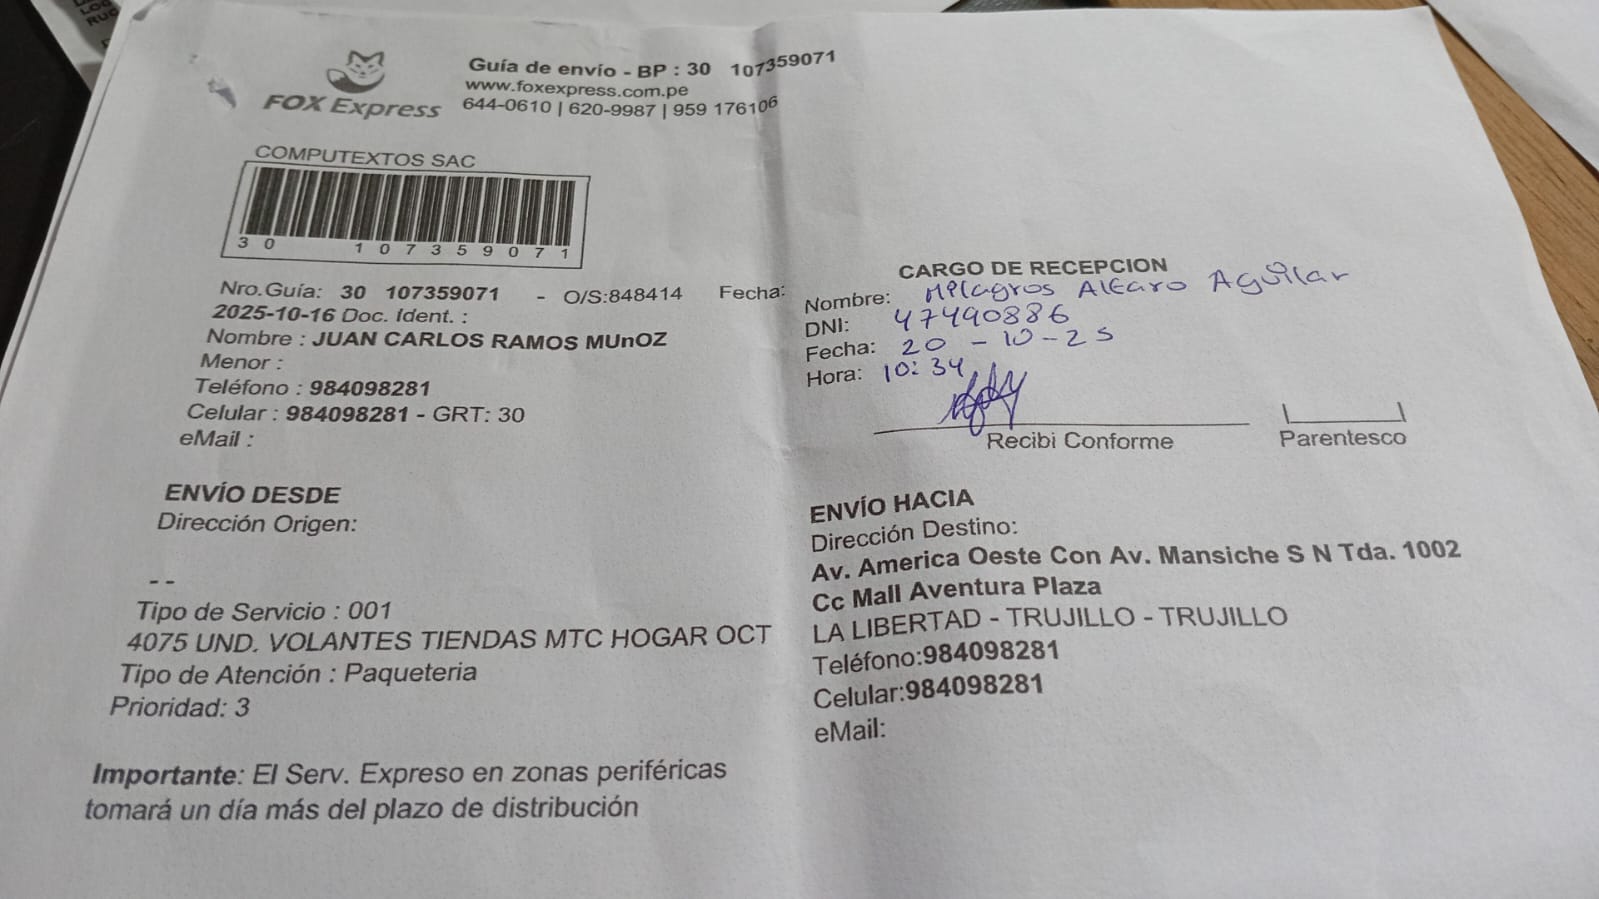 FOX Express
Guía de envío - BP : 30 107359071
www.foxexpress.com.pe
644-0610 | 620-9987 | 959 176106
COMPUTEXTOS SAC
30 107359071
Nro.Guía: 30 107359071 - O/S:848414 Fecha:
2025-10-16 Doc. Ident. :
Nombre : JUAN CARLOS RAMOS MUnOZ
Menor :
Teléfono : 984098281
Celular : 984098281 - GRT: 30
eMail :
CARGO DE RECEPCION
Nombre: Milagros Alfaro Aguilar
DNI: 47490886
Fecha: 20 - 10 - 25
Hora: 10:34
Recibi Conforme
Parentesco
ENVÍO DESDE
Dirección Origen:
- -
Tipo de Servicio : 001
4075 UND. VOLANTES TIENDAS MTC HOGAR OCT
Tipo de Atención : Paqueteria
Prioridad: 3
ENVÍO HACIA
Dirección Destino:
Av. America Oeste Con Av. Mansiche S N Tda. 1002
Cc Mall Aventura Plaza
LA LIBERTAD - TRUJILLO - TRUJILLO
Teléfono:984098281
Celular:984098281
eMail:
Importante: El Serv. Expreso en zonas periféricas
tomará un día más del plazo de distribución